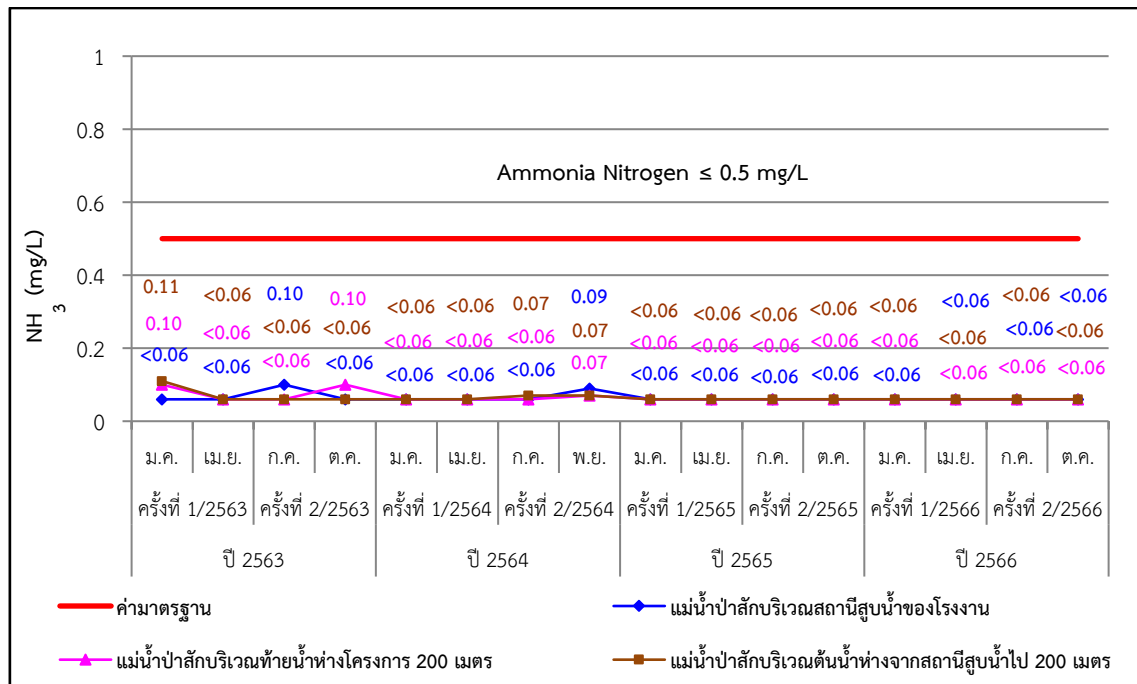 1
0.8
0.6
0.4
0.2
0
NH3 (mg/L)
Ammonia Nitrogen ≤ 0.5 mg/L
0.11 <0.06 0.10 0.10 <0.06 <0.06 0.07 0.09 <0.06 <0.06 <0.06 <0.06 <0.06 <0.06 <0.06 <0.06
0.10 <0.06 <0.06 <0.06 <0.06 <0.06 <0.06 0.07 <0.06 <0.06 <0.06 <0.06 <0.06 <0.06 <0.06 <0.06
<0.06 <0.06 <0.06 <0.06 <0.06 <0.06 <0.06 0.07 <0.06 <0.06 <0.06 <0.06 <0.06 <0.06 <0.06 <0.06
ม.ค. เม.ย. ก.ค. ต.ค. ม.ค. เม.ย. ก.ค. พ.ย. ม.ค. เม.ย. ก.ค. ต.ค. ม.ค. เม.ย. ก.ค. ต.ค.
ครั้งที่ 1/2563 ครั้งที่ 2/2563 ครั้งที่ 1/2564 ครั้งที่ 2/2564 ครั้งที่ 1/2565 ครั้งที่ 2/2565 ครั้งที่ 1/2566 ครั้งที่ 2/2566
ปี 2563 ปี 2564 ปี 2565 ปี 2566
ค่ามาตรฐาน แม่น้ำป่าสักบริเวณสถานีสูบน้ำของโรงงาน
แม่น้ำป่าสักบริเวณท้ายน้ำห่างโครงการ 200 เมตร แม่น้ำป่าสักบริเวณต้นน้ำห่างจากสถานีสูบน้ำไป 200 เมตร